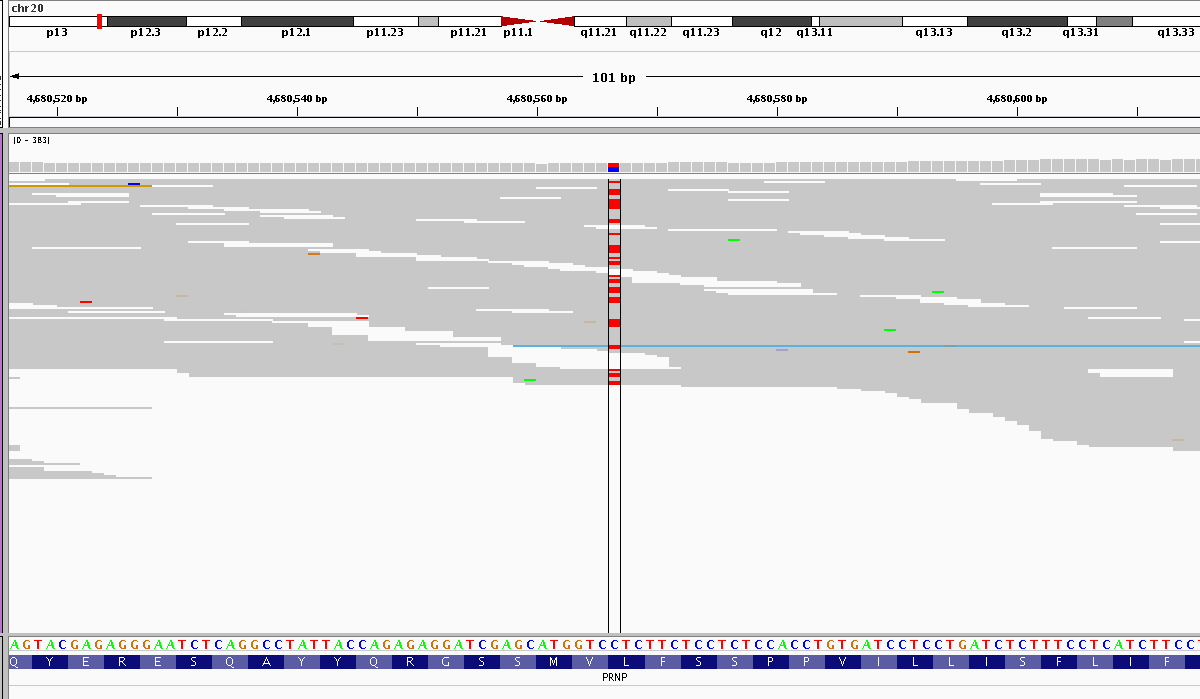 chr20
p13 p12.3 p12.2 p12.1 p11.23 p11.21 p11.1 q11.21 q11.22 q11.23 q12 q13.11 q13.13 q13.2 q13.31 q13.33
101 bp
4,680,520 bp 4,680,540 bp 4,680,560 bp 4,680,580 bp 4,680,600 bp
[0 - 383]
A G T A C G A G A G G G A A T C T C A G G C C T A T T A C C A G A G A G G A T C G A G C A T G G T C C T C T T C T C C T C T C C A C C T G T G A T C C T C C T G A T C T C T T T C C T C A T C T T C C T
Q Y E R E S Q A Y Y Q R G S S M V L F S S P P V I L L I S F L I F
PRNP